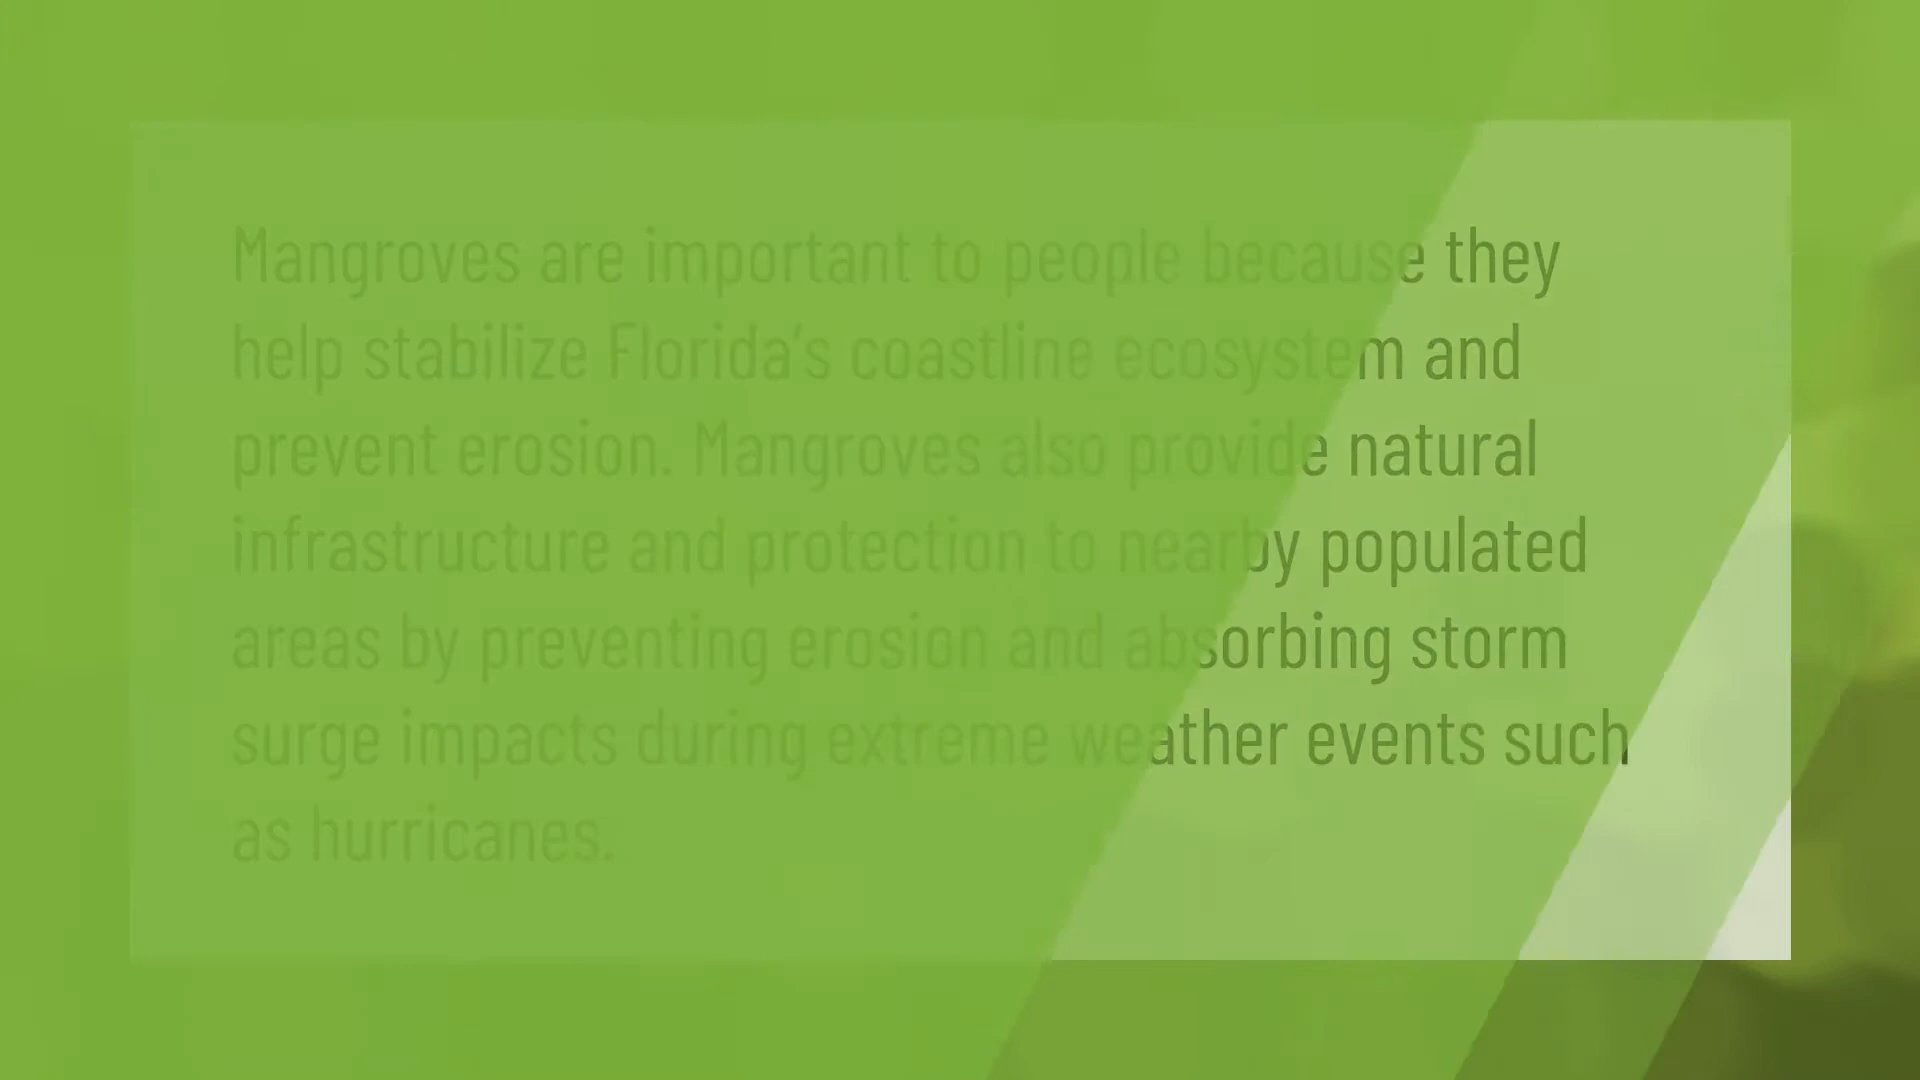 Mangroves are important to people because they
help stabilize Florida's coastline ecosystem and
prevent erosion. Mangroves also provide natural
infrastructure and protection to nearby populated
areas by preventing erosion and absorbing storm
surge impacts during extreme weather events such
as hurricanes.